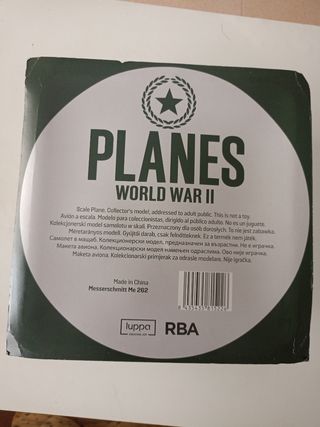 PLANES
WORLD WAR II
Scale Plane. Collector's model, addressed to adult public. This is not a toy.
Avión a escala. Modelo para coleccionistas, dirigido al público adulto. No es un juguete.
Kolekcjonerski model samolotu w skali. Przeznaczony dla osób dorosłych. To nie jest zabawka.
Méretarányos modell. Gyűjtői darab, csak felnőtteknek. Ez a termék nem játék.
Самолет в мащаб. Колекционерски модел, предназначен за възрастни. Не е играчка.
Макета авиона. Колекционарски модел намењен одраслима. Ово није играчка.
Maketa aviona. Kolekcionarski primjerak za odrasle modelare. Nije igračka.
Made in China
Messerschmitt Me 262
luppa
RBA